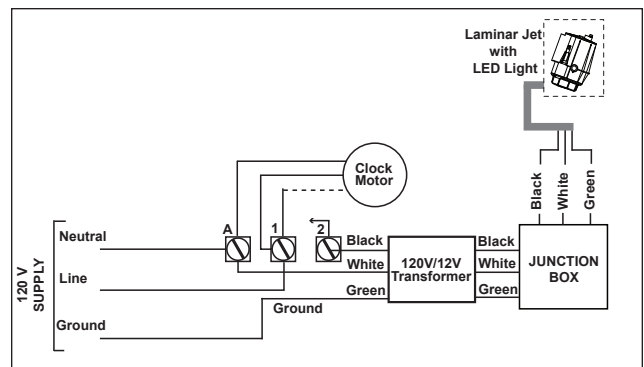 Laminar Jet
with
LED Light
Black
White
Green
Clock
Motor
A
1
2
Neutral
Line
Ground
120 V
SUPPLY
Black
White
Green
Ground
120V/12V
Transformer
Black
White
Green
JUNCTION
BOX